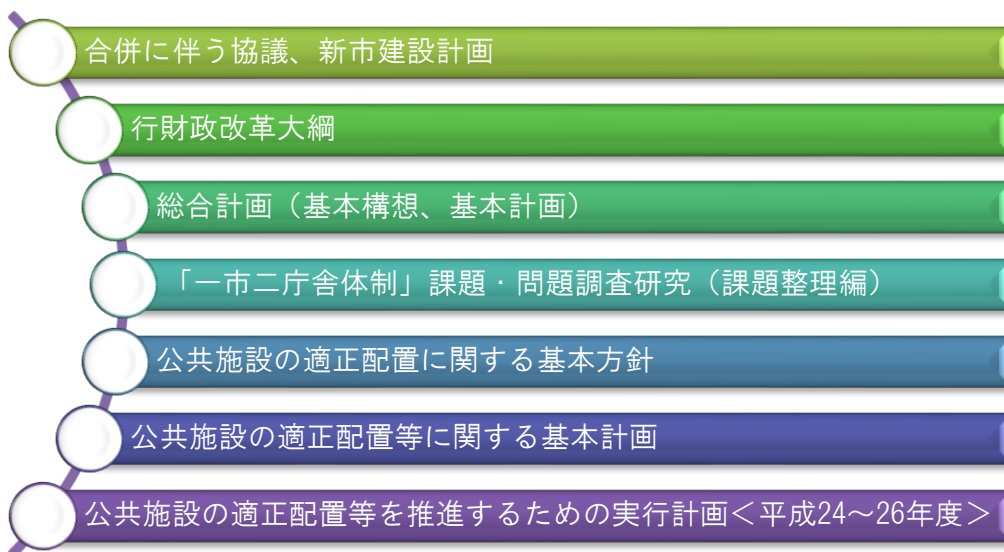 合併に伴う協議、新市建設計画
行財政改革大綱
総合計画（基本構想、基本計画）
「一市二庁舎体制」課題・問題調査研究（課題整理編）
公共施設の適正配置に関する基本方針
公共施設の適正配置等に関する基本計画
公共施設の適正配置等を推進するための実行計画＜平成24～26年度＞